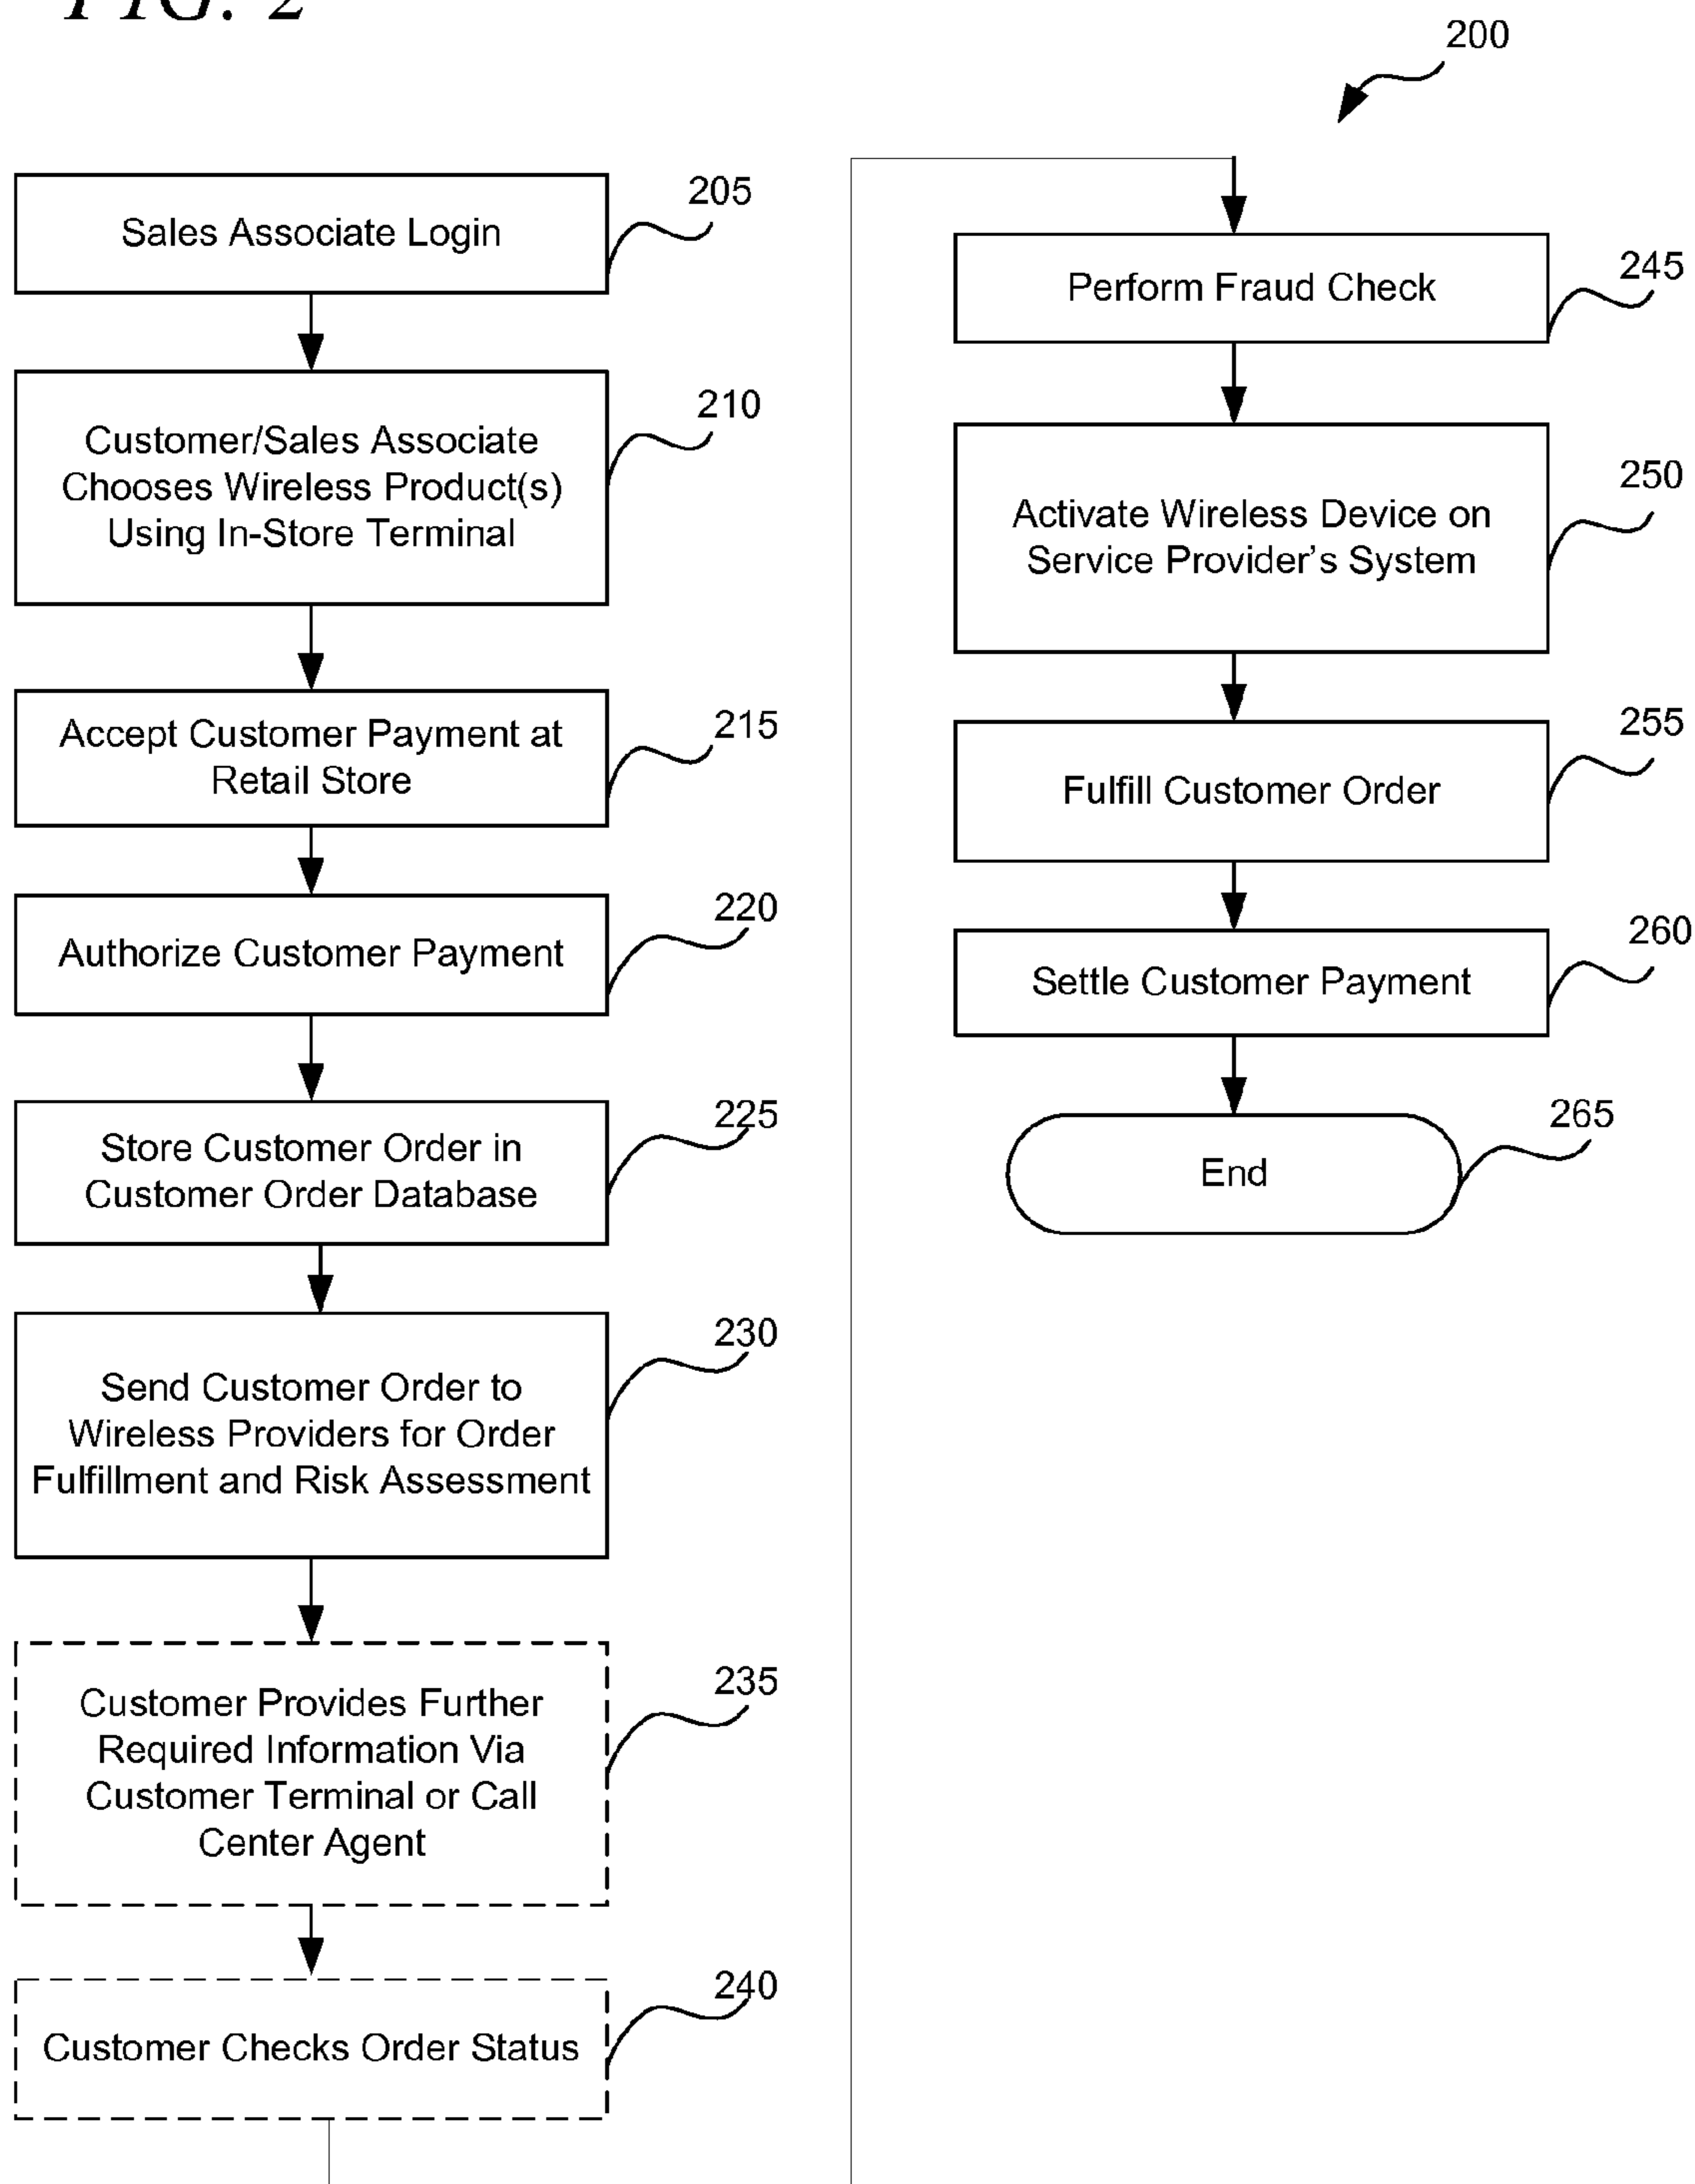 FIG. 2
200
Sales Associate Login
205
Customer/Sales Associate
Chooses Wireless Product(s)
Using In-Store Terminal
210
Accept Customer Payment at
Retail Store
215
Authorize Customer Payment
220
Store Customer Order in
Customer Order Database
225
Send Customer Order to
Wireless Providers for Order
Fulfillment and Risk Assessment
230
Customer Provides Further
Required Information Via
Customer Terminal or Call
Center Agent
235
Customer Checks Order Status
240
Perform Fraud Check
245
Activate Wireless Device on
Service Provider’s System
250
Fulfill Customer Order
255
Settle Customer Payment
260
End
265